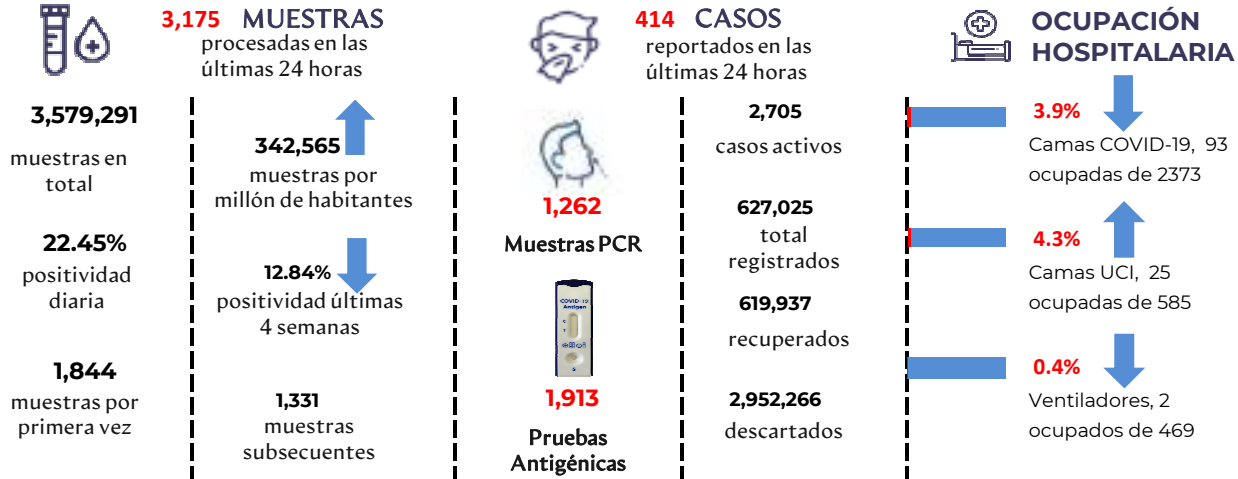 3,175 MUESTRAS
procesadas en las
últimas 24 horas
3,579,291
muestras en
total
22.45%
positividad
diaria
1,844
muestras por
primera vez
342,565
muestras por
millón de habitantes
12.84%
positividad últimas
4 semanas
1,331
muestras
subsecuentes
414 CASOS
reportados en las
últimas 24 horas
1,262
Muestras PCR
COVID-19
Antigen
C
T
S
1,913
Pruebas
Antigénicas
2,705
casos activos
627,025
total
registrados
619,937
recuperados
2,952,266
descartados
OCUPACIÓN
HOSPITALARIA
3.9%
Camas COVID-19, 93
ocupadas de 2373
4.3%
Camas UCI, 25
ocupadas de 585
0.4%
Ventiladores, 2
ocupados de 469